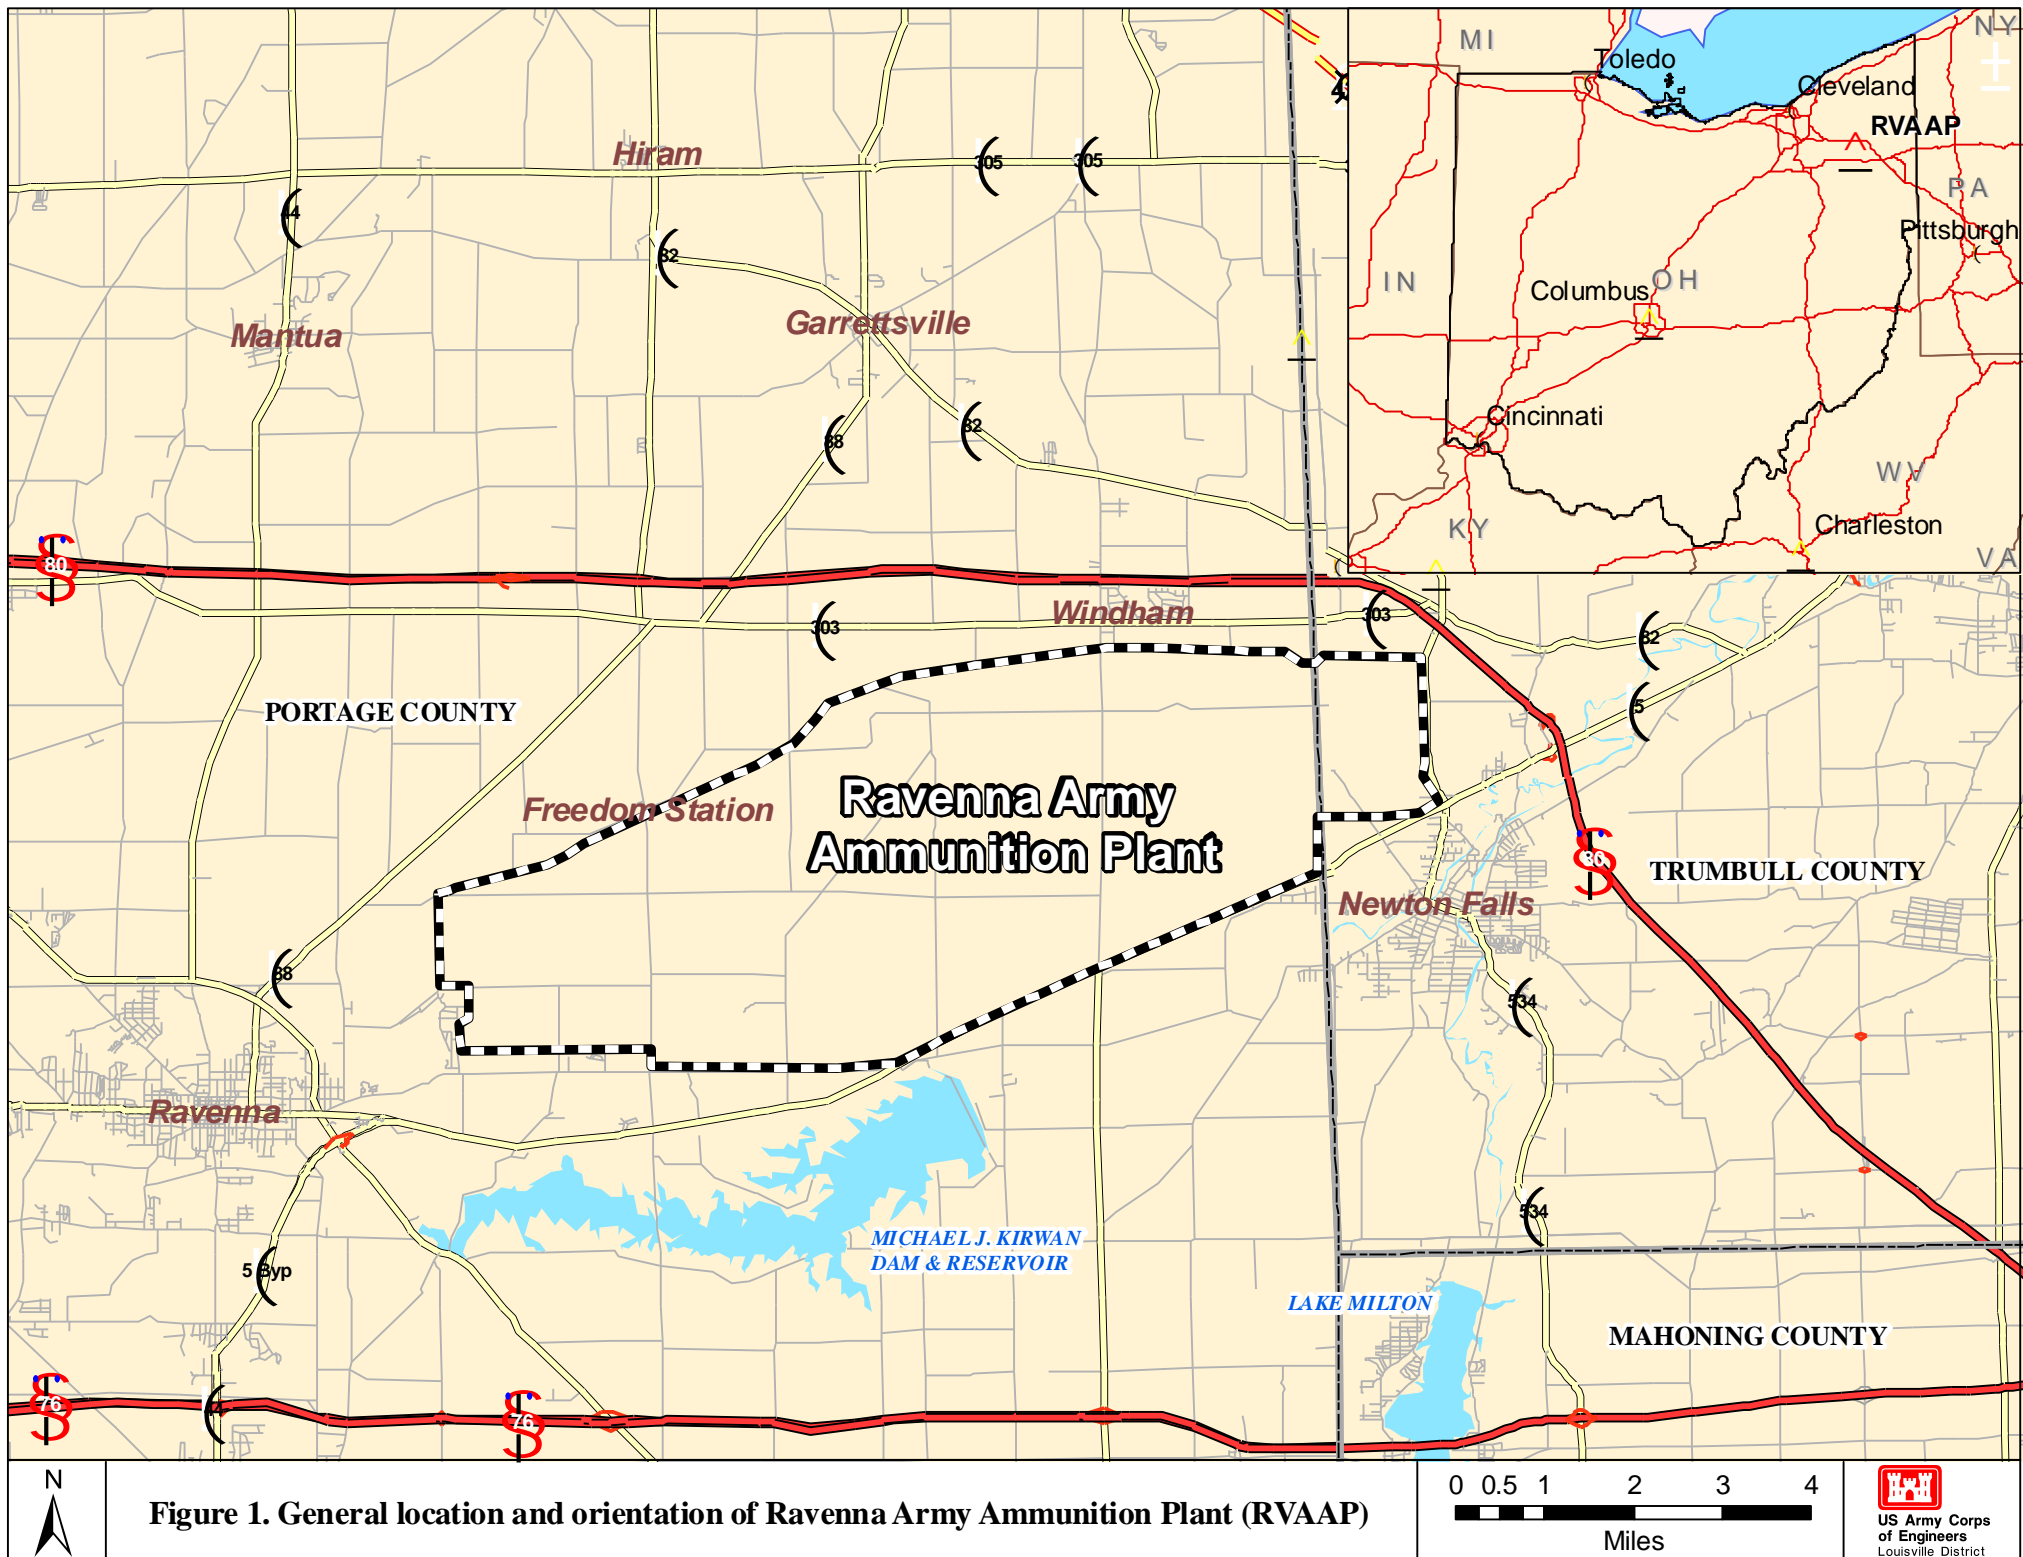 MI
NY
Toledo
Cleveland
RVAAP
PA
Pittsburgh
IN
OH
Columbus
Cincinnati
WV
KY
Charleston
VA
Hiram
305
305
44
82
Mantua
Garrettsville
88
82
80
Windham
303
303
82
5
PORTAGE COUNTY
Ravenna Army
Ammunition Plant
Freedom Station
80
TRUMBULL COUNTY
Newton Falls
88
534
Ravenna
534
MICHAEL J. KIRWAN
DAM & RESERVOIR
5 Byp
LAKE MILTON
MAHONING COUNTY
76
76
N
Figure 1. General location and orientation of Ravenna Army Ammunition Plant (RVAAP)
0 0.5 1 2 3 4
Miles
US Army Corps
of Engineers
Louisville District